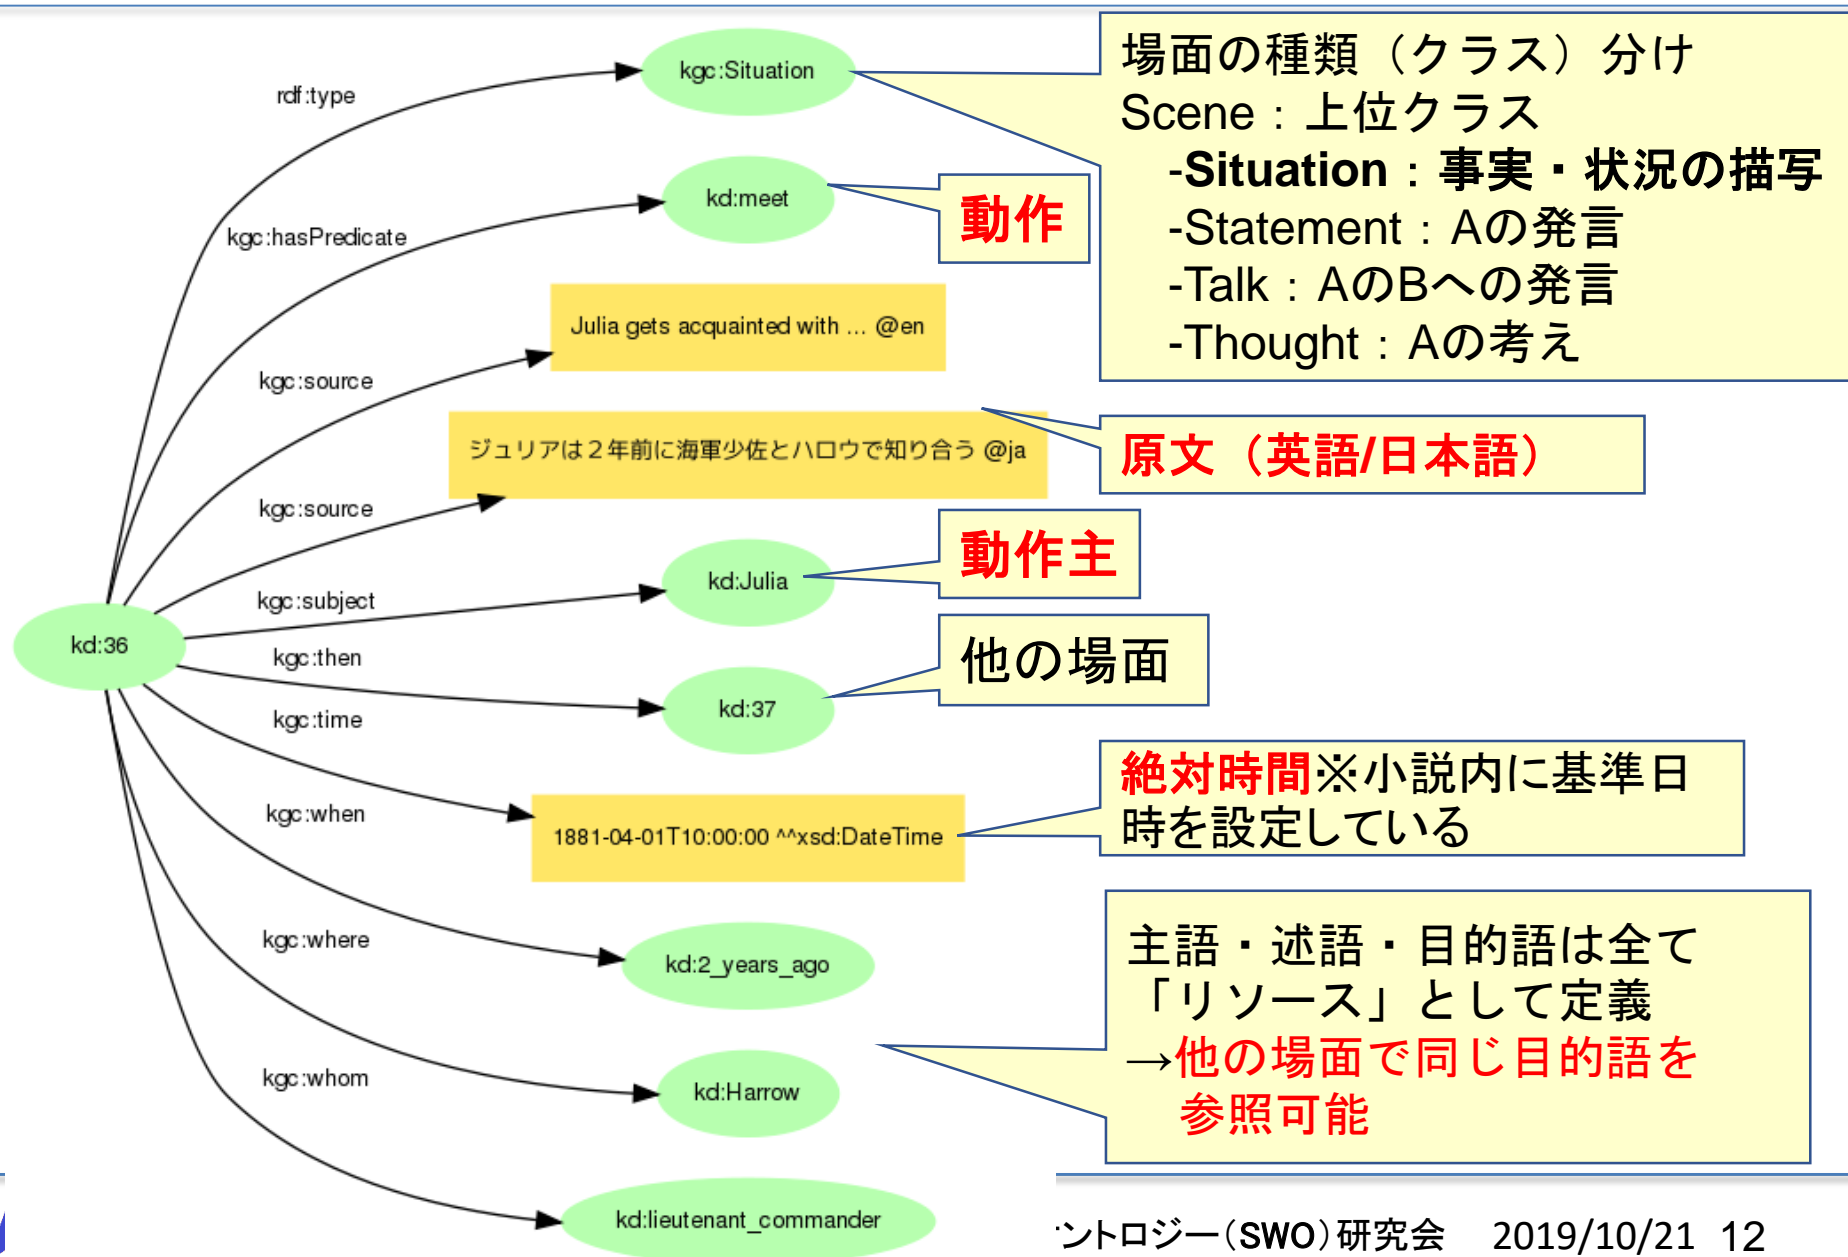 rdf:type
kgc:Situation
kgc:hasPredicate
kd:meet
動作
場面の種類（クラス）分け
Scene：上位クラス
-Situation：事実・状況の描写
-Statement：Aの発言
-Talk：AのBへの発言
-Thought：Aの考え
kgc:source
Julia gets acquainted with ... @en
kgc:source
ジュリアは２年前に海軍少佐とハロウで知り合う @ja
原文（英語/日本語）
kgc:subject
kd:Julia
動作主
kd:36
kgc:then
kd:37
他の場面
kgc:time
1881-04-01T10:00:00 ^^xsd:DateTime
絶対時間※小説内に基準日
時を設定している
kgc:when
kd:2_years_ago
kgc:where
kd:Harrow
主語・述語・目的語は全て
「リソース」として定義
→他の場面で同じ目的語を
参照可能
kgc:whom
kd:lieutenant_commander
ントロジー（SWO）研究会 2019/10/21 12